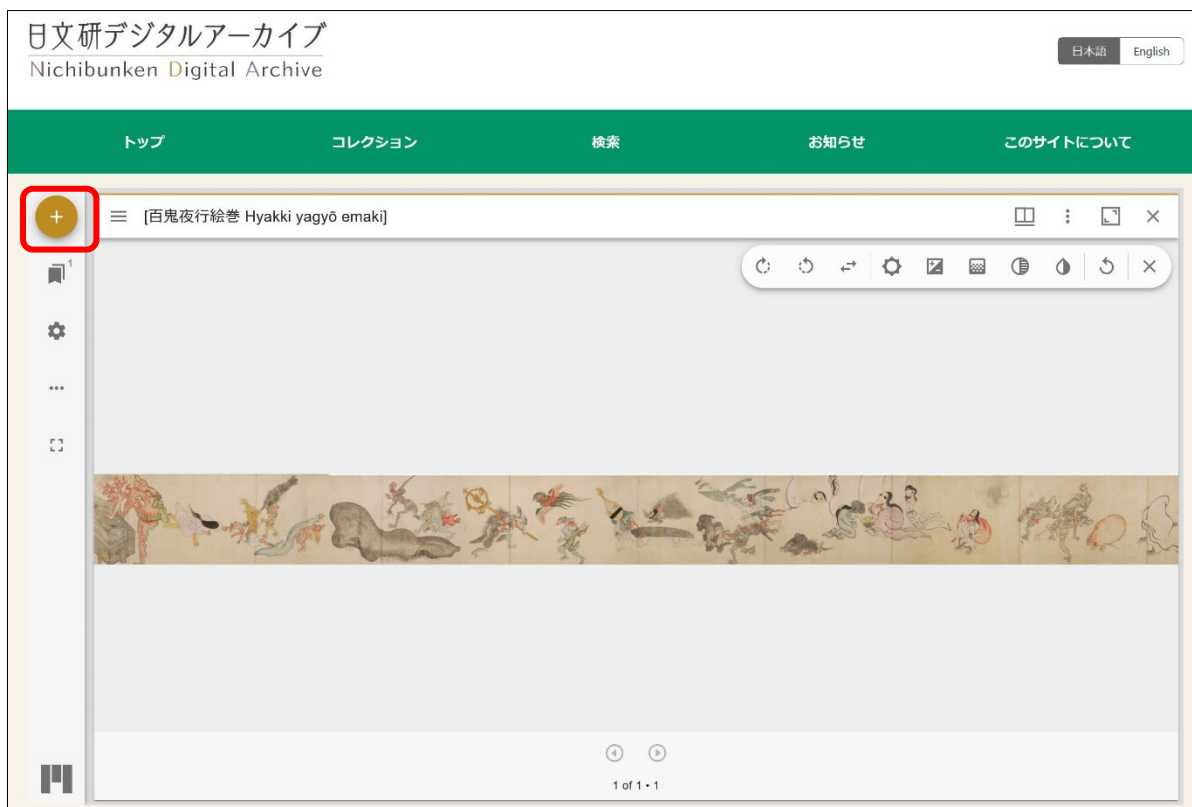 日文研デジタルアーカイブ
Nichibunken Digital Archive
日本語 English
トップ コレクション 検索 お知らせ このサイトについて
[百鬼夜行絵巻 Hyakki yagyō emaki]
1
1 of 1 • 1